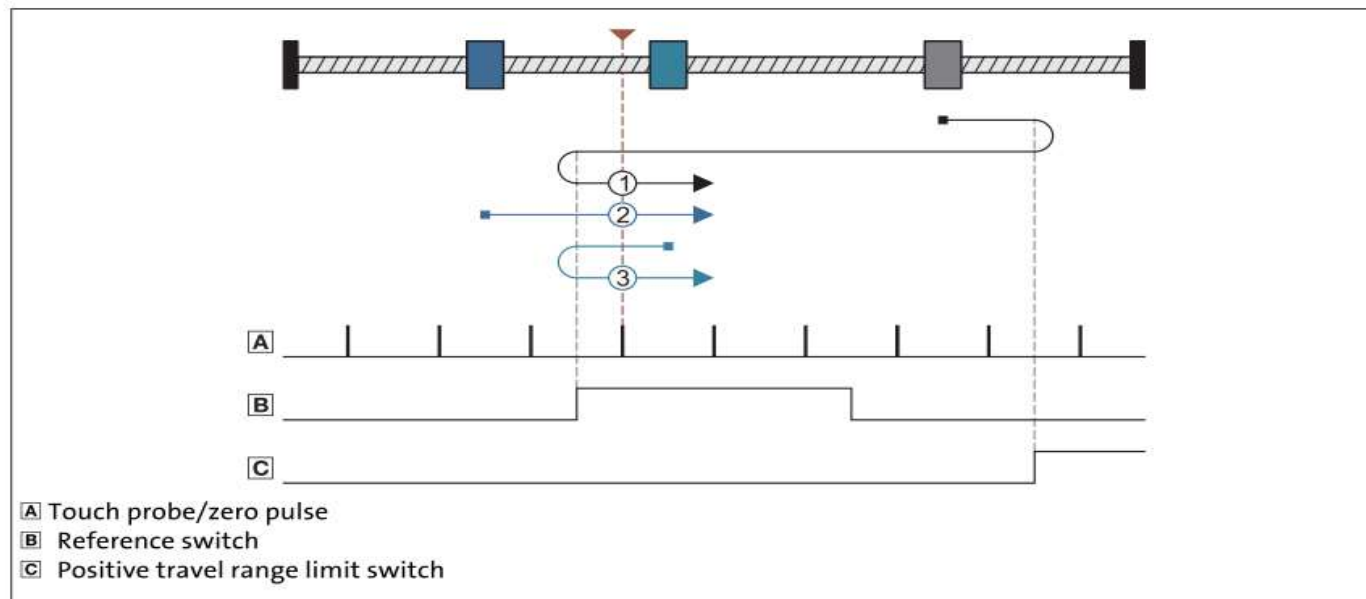 1
2
3
A
B
C
A Touch probe/zero pulse
B Reference switch
C Positive travel range limit switch